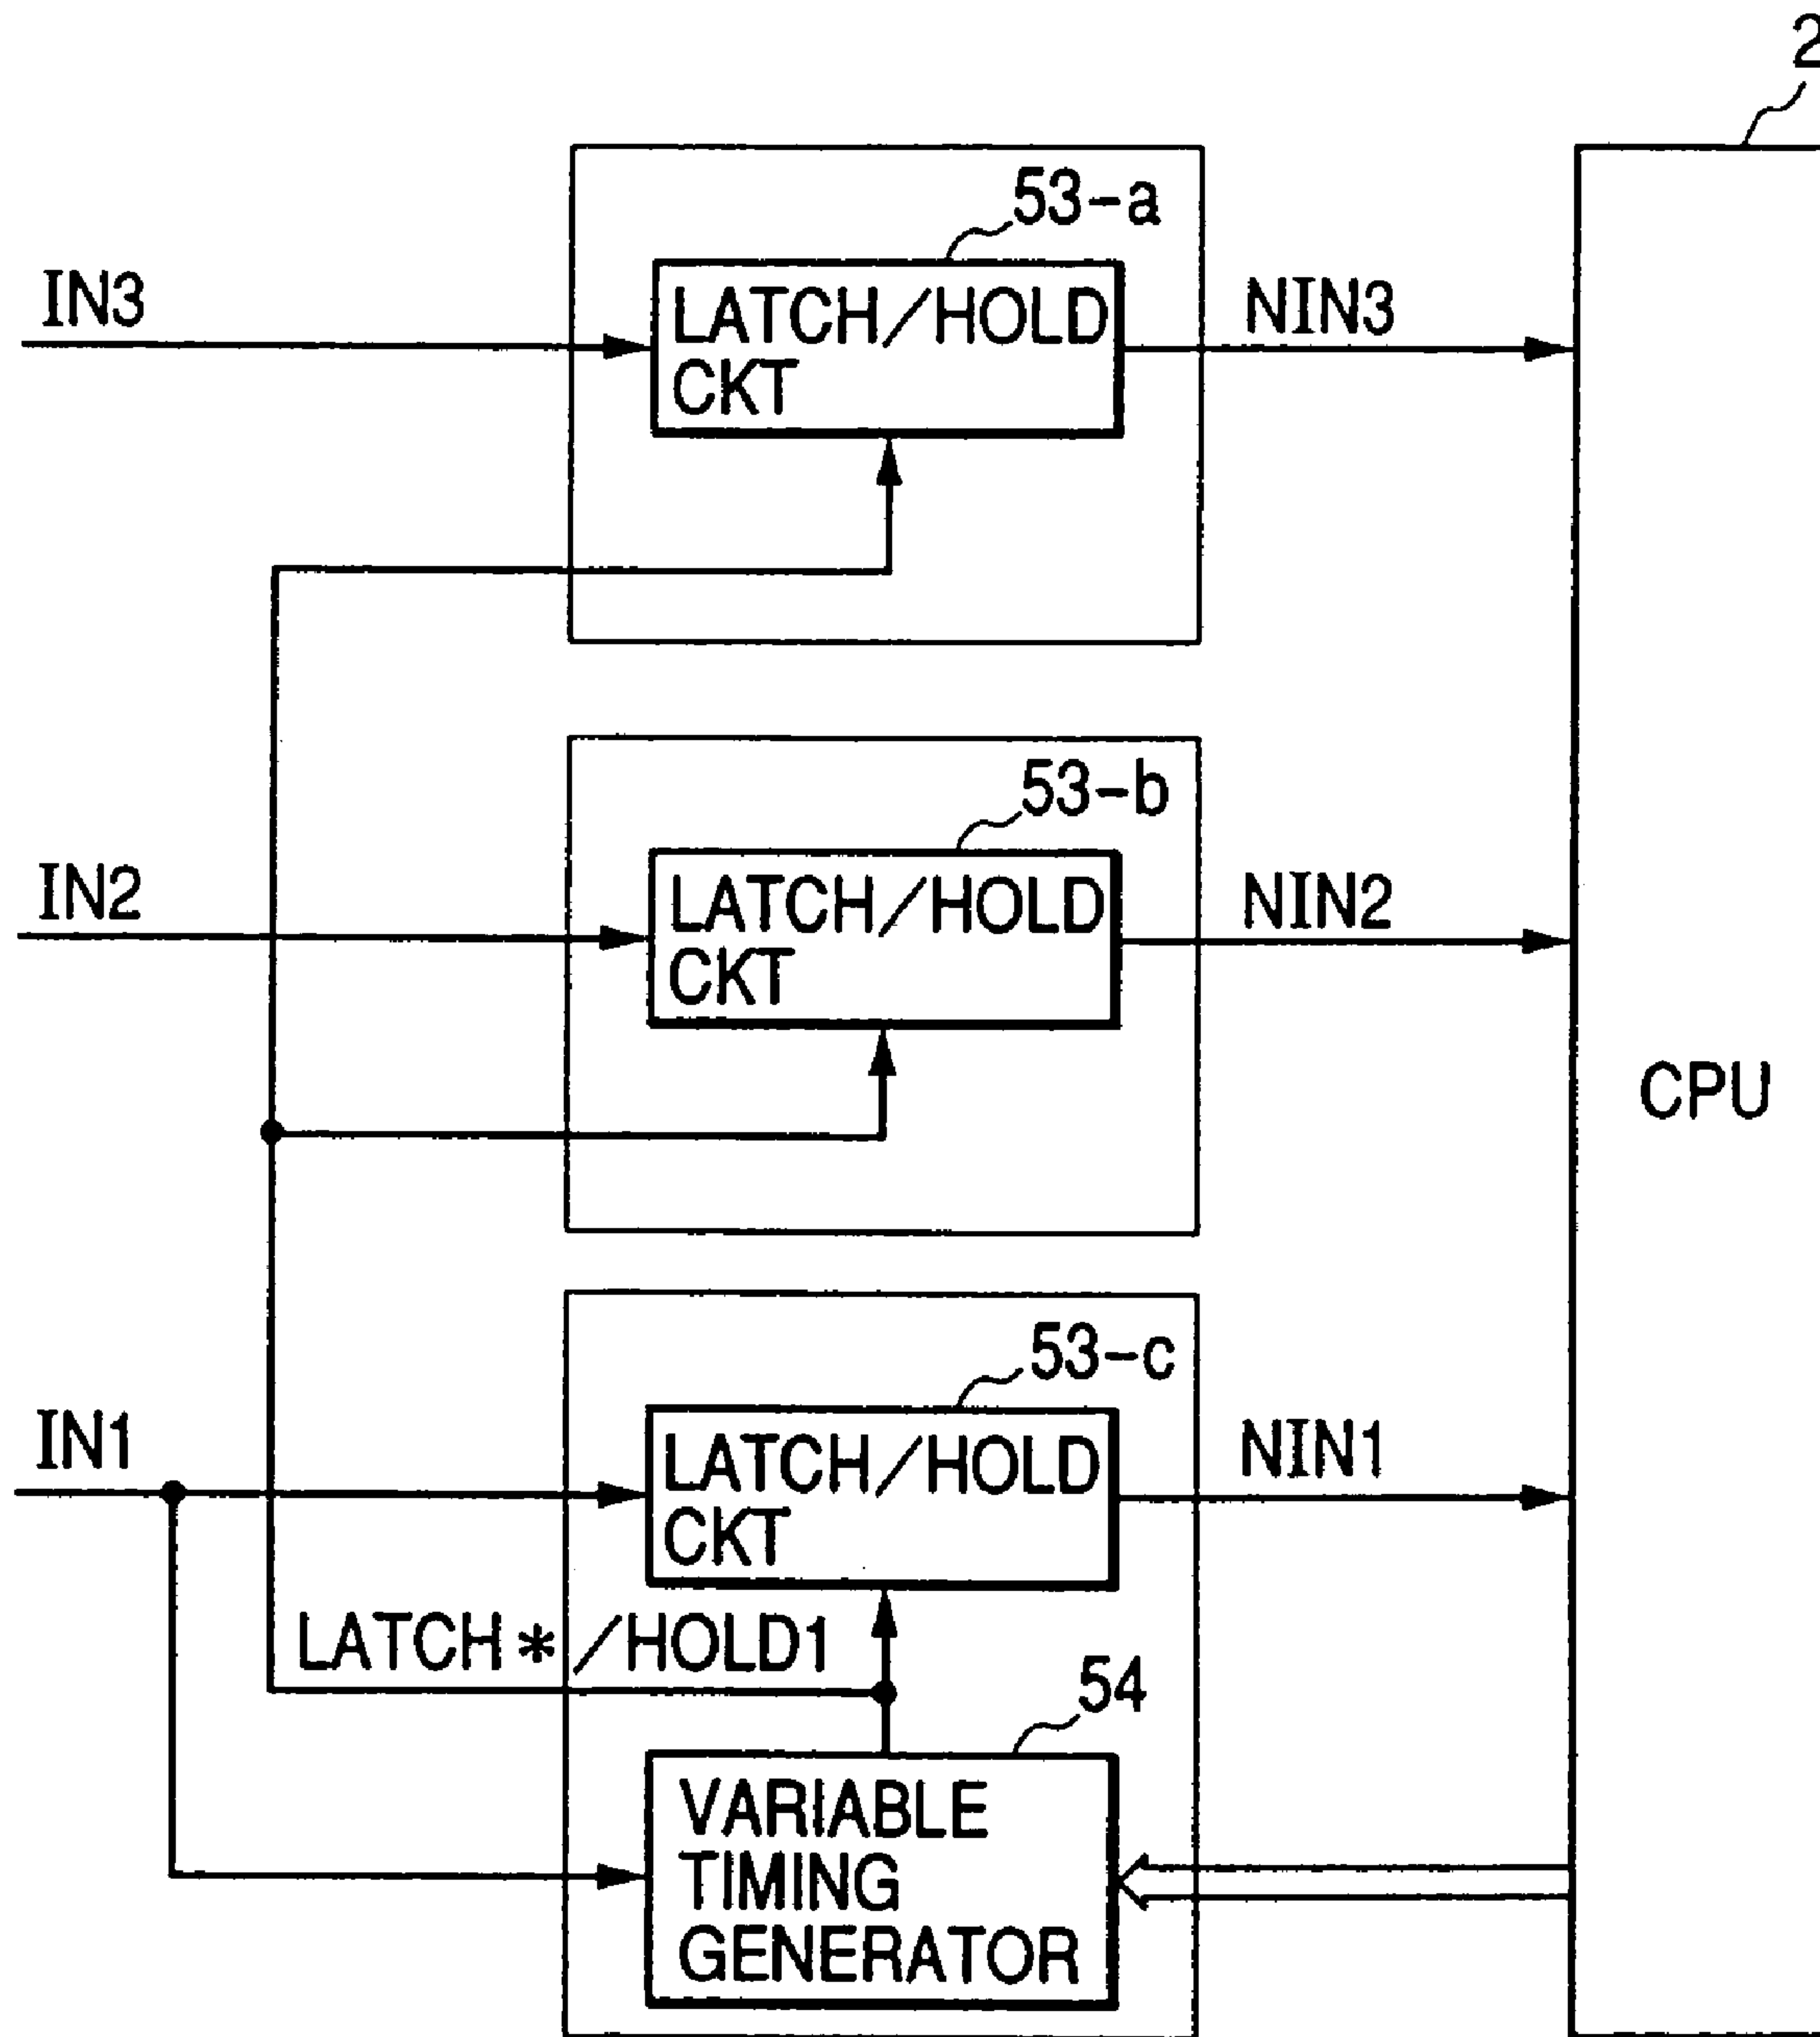 2
53-a
IN3
LATCH/HOLD
CKT
NIN3
53-b
IN2
LATCH/HOLD
CKT
NIN2
CPU
53-c
IN1
LATCH/HOLD
CKT
NIN1
LATCH*/HOLD1
54
VARIABLE
TIMING
GENERATOR